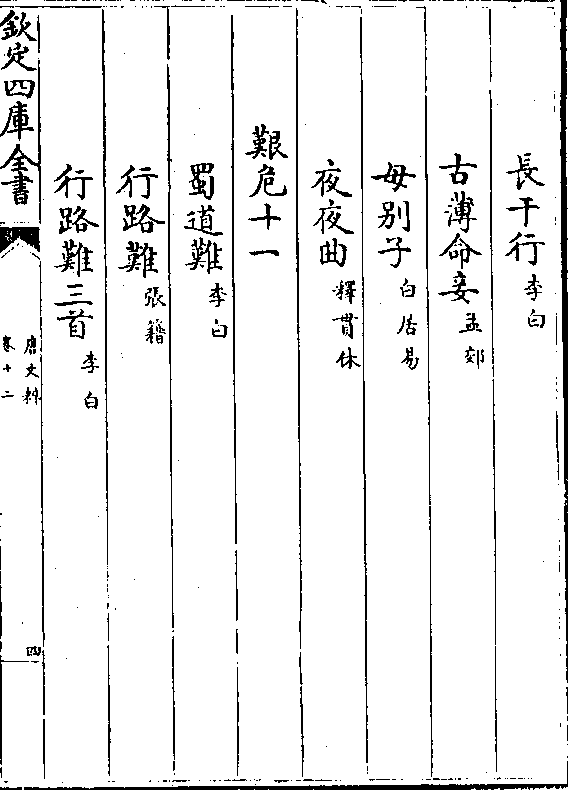 長干行李白
古薄命妾孟郊
母别子白居易
夜夜曲釋貫休
艱危十一
蜀道難李白
行路難張籍
行路難三首李白
欽定四庫全書
唐文粹
卷十二
四